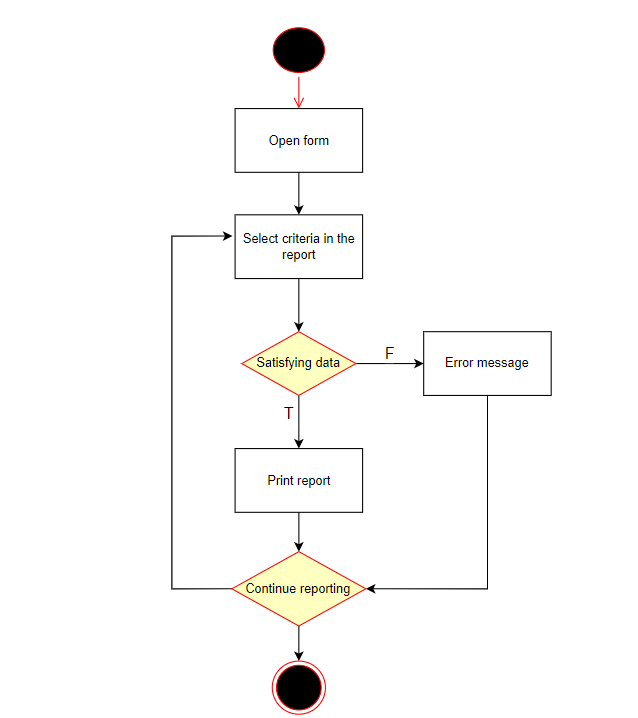 Open form
Select criteria in the
report
Satisfying data
F
Error message
T
Print report
Continue reporting